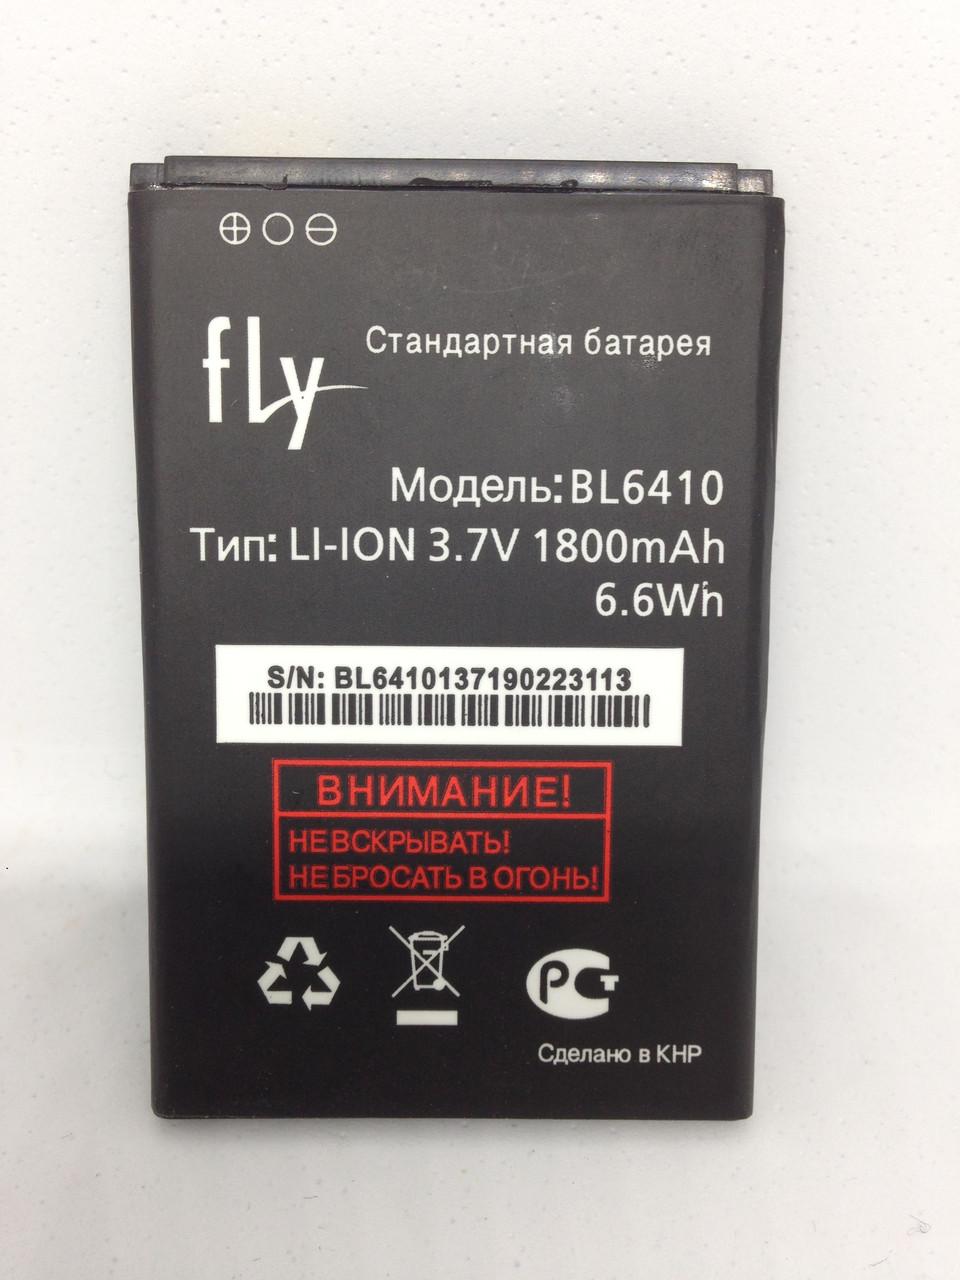 fly
Стандартная батарея
Модель: BL6410
Тип: LI-ION 3.7V 1800mAh
6.6Wh
S/N: BL6410137190223113
ВНИМАНИЕ!
НЕ ВСКРЫВАТЬ!
НЕ БРОСАТЬ В ОГОНЬ!
РСТ
Сделано в КНР